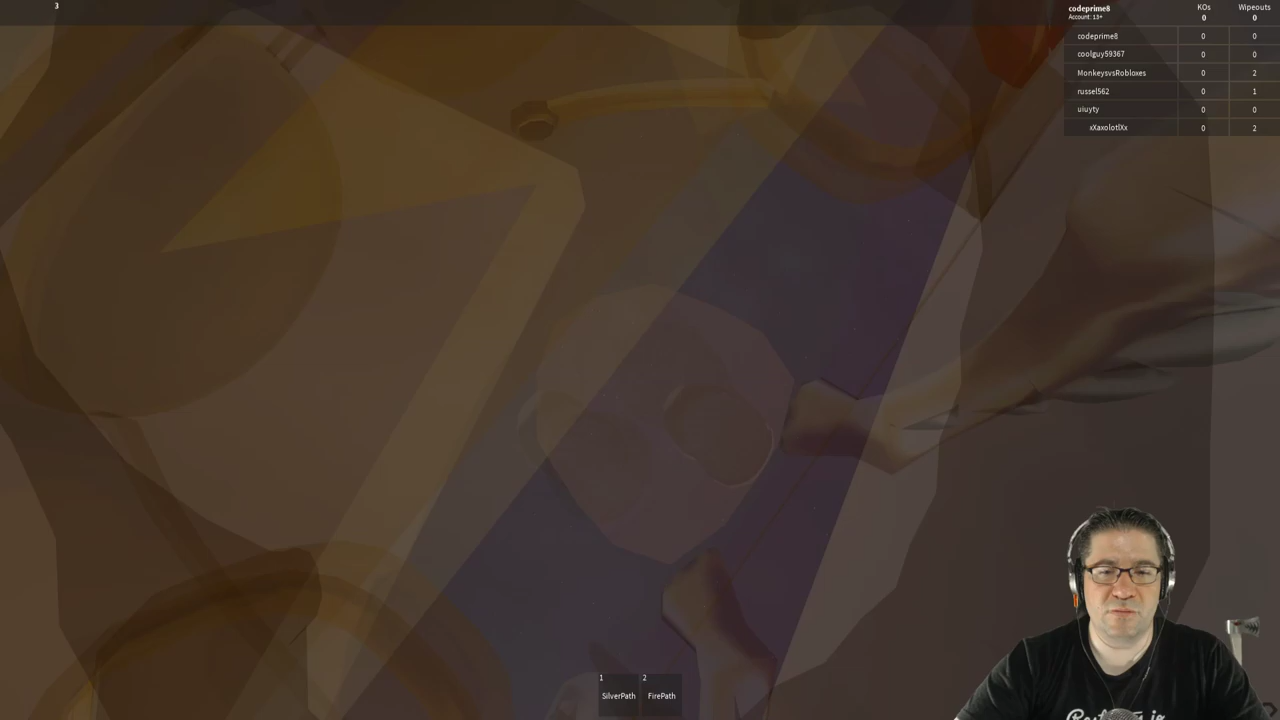 3
codeprime8
Account: 13+
KOs Wipeouts
0 0
codeprime8 0 0
coolguy59367 0 0
MonkeysvsRobloxes 0 2
russel562 0 1
uiuyty 0 0
xXaxolotlXx 0 2
1 SilverPath
2 FirePath